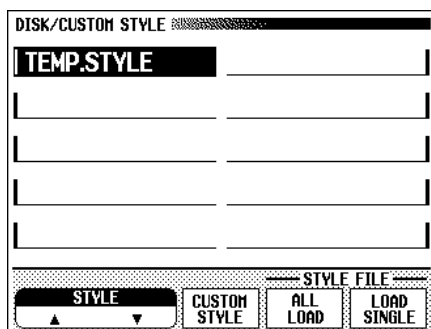 DISK/CUSTOM STYLE
TEMP.STYLE
STYLE FILE
STYLE
▲ ▼
CUSTOM STYLE
ALL LOAD
LOAD SINGLE